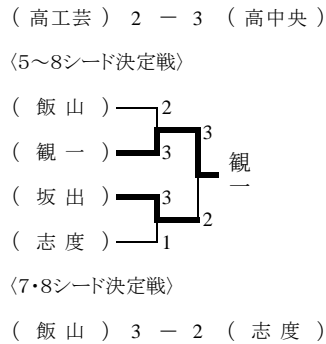 ( 高工芸 ) 2 － 3 ( 高中央 )
〈5～8シード決定戦〉
( 飯山 ) 2
3
( 観一 ) 3
観一
( 坂出 ) 3
2
( 志度 ) 1
〈7・8シード決定戦〉
( 飯山 ) 3 － 2 ( 志度 )